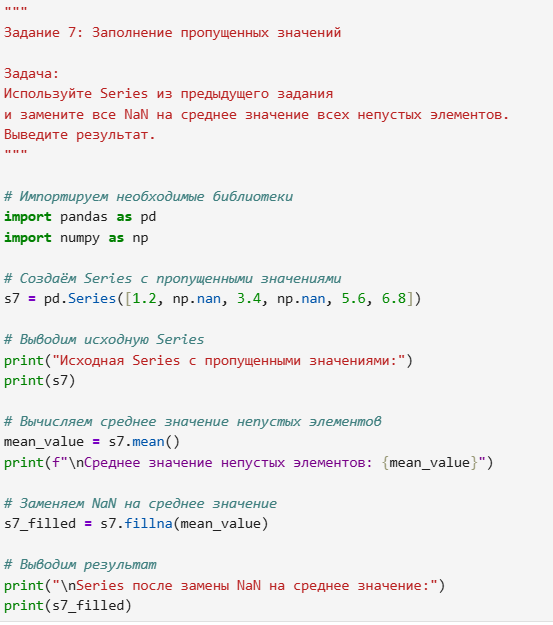 """
Задание 7: Заполнение пропущенных значений
Задача:
Используйте Series из предыдущего задания
и замените все NaN на среднее значение всех непустых элементов.
Выведите результат.
"""
# Импортируем необходимые библиотеки
import pandas as pd
import numpy as np
# Создаём Series с пропущенными значениями
s7 = pd.Series([1.2, np.nan, 3.4, np.nan, 5.6, 6.8])
# Выводим исходную Series
print("Исходная Series с пропущенными значениями:")
print(s7)
# Вычисляем среднее значение непустых элементов
mean_value = s7.mean()
print(f"\nСреднее значение непустых элементов: {mean_value}")
# Заменяем NaN на среднее значение
s7_filled = s7.fillna(mean_value)
# Выводим результат
print("\nSeries после замены NaN на среднее значение:")
print(s7_filled)